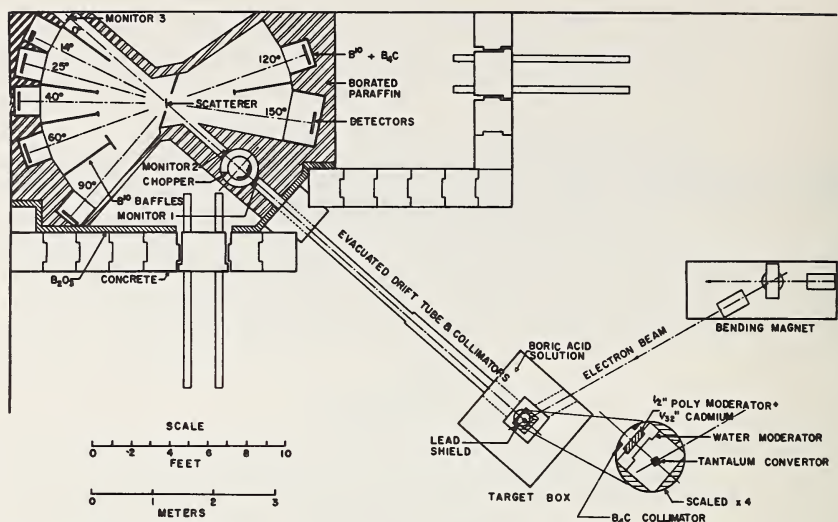 MONITOR 3
0°
14°
25°
40°
60°
90°
120°
150°
B¹⁰ + B₄C
BORATED
PARAFFIN
SCATTERER
DETECTORS
MONITOR 2
CHOPPER
B¹⁰ BAFFLES
MONITOR 1
B₂O₃
CONCRETE
EVACUATED DRIFT TUBE & COLLIMATORS
BORIC ACID
SOLUTION
ELECTRON BEAM
BENDING MAGNET
1/2" POLY MODERATOR+
1/32" CADMIUM
WATER MODERATOR
TANTALUM CONVERTOR
SCALED x 4
B₄C COLLIMATOR
LEAD
SHIELD
TARGET BOX
SCALE
0 2 4 6 8 10
FEET
0 1 2 3
METERS